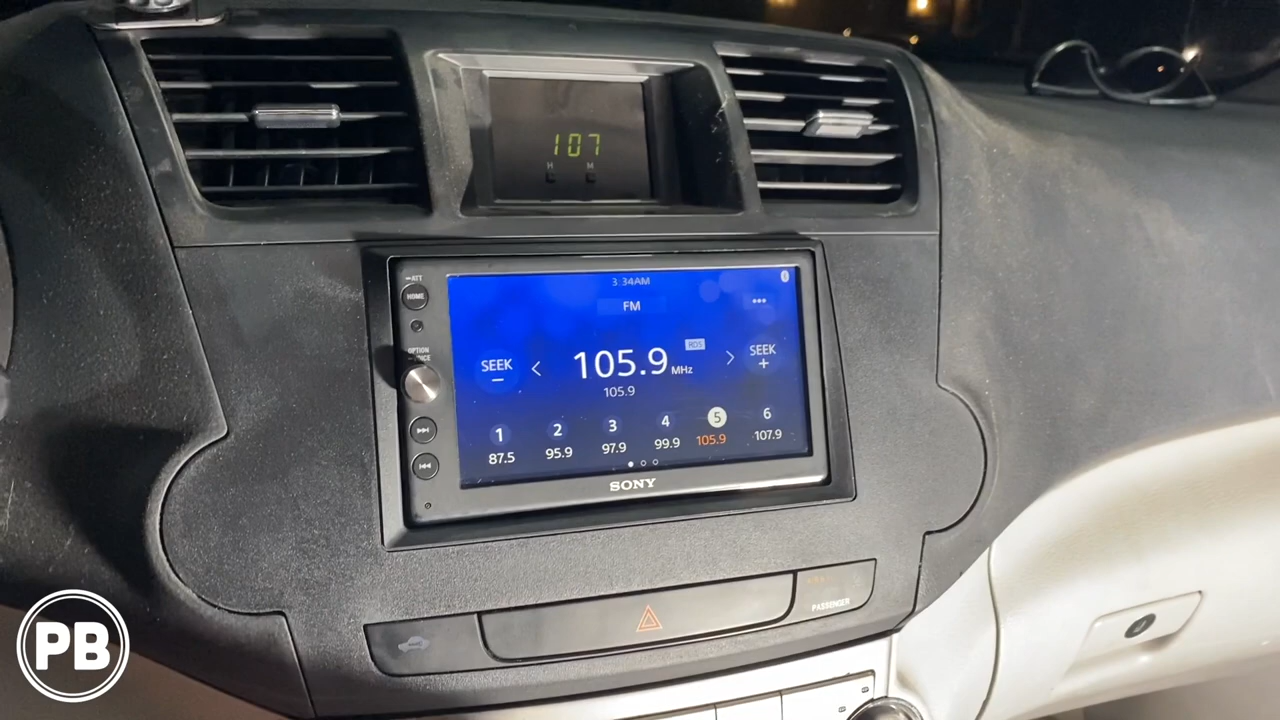 107
H M
ATT
HOME
3:34AM
FM
•••
OPTION
RDS
SEEK
−
<
105.9 MHz
>
SEEK
+
105.9
1 2 3 4 5 6
87.5 95.9 97.9 99.9 105.9 107.9
SONY
PASSENGER
PB